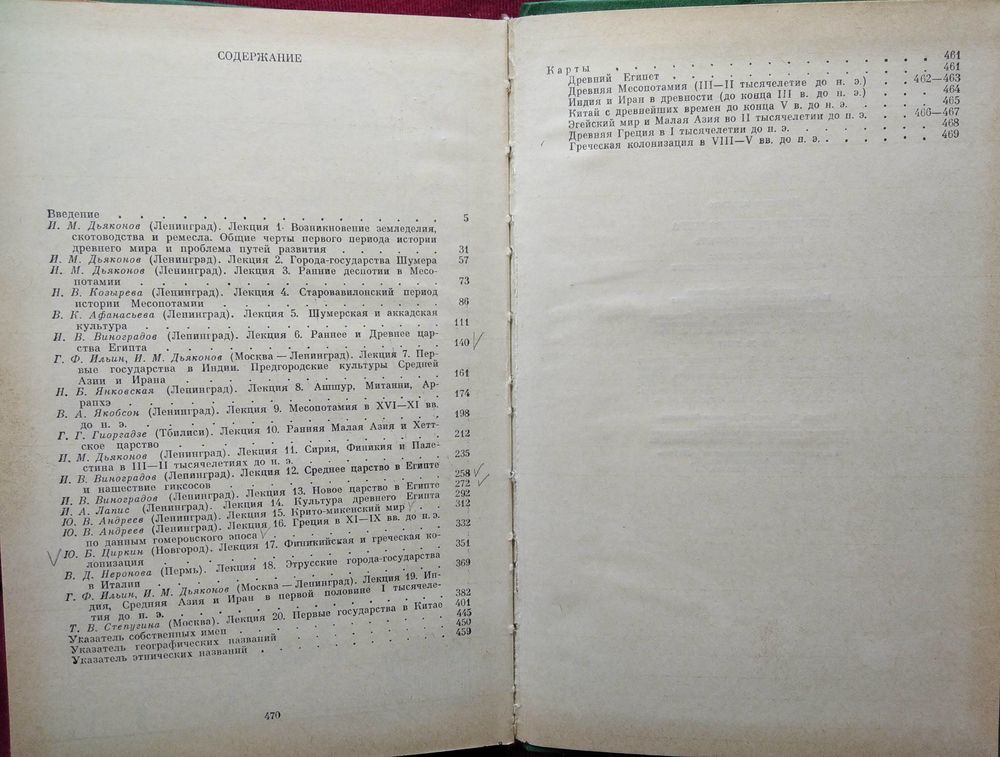 СОДЕРЖАНИЕ
Введение . . . . . . . . . . . . . . . . 5
И. М. Дьяконов (Ленинград). Лекция 1. Возникновение земледелия,
скотоводства и ремесла. Общие черты первого периода истории
древнего мира и проблема путей развития . . . . 31
И. М. Дьяконов (Ленинград). Лекция 2. Города-государства Шумера 57
И. М. Дьяконов (Ленинград). Лекция 3. Ранние деспотии в Месо-
потамии . . . . . . . . . . . . . . . 73
Н. В. Козырева (Ленинград). Лекция 4. Старовавилонский период
истории Месопотамии . . . . . . . . . . . 86
В. К. Афанасьева (Ленинград). Лекция 5. Шумерская и аккадская
культура . . . . . . . . . . . . . . . 111
И. В. Виноградов (Ленинград). Лекция 6. Раннее и Древнее цар-
ства Египта . . . . . . . . . . . . . . 140
Г. Ф. Ильин, И. М. Дьяконов (Москва — Ленинград). Лекция 7. Пер-
вые государства в Индии. Предгородские культуры Средней
Азии и Ирана . . . . . . . . . . . . . 161
Н. Б. Янковская (Ленинград). Лекция 8. Ашшур, Митанни, Ар-
рапхэ . . . . . . . . . . . . . . . 174
В. А. Якобсон (Ленинград). Лекция 9. Месопотамия в XVI—XI вв.
до н. э. . . . . . . . . . . . . . . . 198
Г. Г. Гиоргадзе (Тбилиси). Лекция 10. Ранняя Малая Азия и Хетт-
ское царство . . . . . . . . . . . . . 212
И. М. Дьяконов (Ленинград). Лекция 11. Сирия, Финикия и Пале-
стина в III—II тысячелетиях до н. э. . . . . . . 235
И. В. Виноградов (Ленинград). Лекция 12. Среднее царство в Египте
и нашествие гиксосов . . . . . . . . . . 258
И. В. Виноградов (Ленинград). Лекция 13. Новое царство в Египте 272
И. А. Лапис (Ленинград). Лекция 14. Культура древнего Египта 292
Ю. В. Андреев (Ленинград). Лекция 15. Крито-микенский мир . . 312
Ю. В. Андреев (Ленинград). Лекция 16. Греция в XI—IX вв. до н. э.
по данным гомеровского эпоса . . . . . . . . 332
Ю. Б. Циркин (Новгород). Лекция 17. Финикийская и греческая ко-
лонизация . . . . . . . . . . . . . . 351
В. Д. Неронова (Пермь). Лекция 18. Этрусские города-государства
в Италии . . . . . . . . . . . . . . 369
Г. Ф. Ильин, И. М. Дьяконов (Москва — Ленинград). Лекция 19. Ин-
дия, Средняя Азия и Иран в первой половине I тысячеле-
тия до н. э. . . . . . . . . . . . . . 382
Т. В. Степугина (Москва). Лекция 20. Первые государства в Китае 401
Указатель собственных имен . . . . . . . . . . 445
Указатель географических названий . . . . . . . . 450
Указатель этнических названий . . . . . . . . . 459
470
Карты . . . . . . . . . . . . . . . . 461
Древний Египет . . . . . . . . . . . . . 461
Древняя Месопотамия (III—II тысячелетие до н. э.) . . 462—463
Индия и Иран в древности (до конца III в. до н. э.) . . . 464
Китай с древнейших времен до конца V в. до н. э. . . . 465
Эгейский мир и Малая Азия во II тысячелетии до н. э. . . 466—467
Древняя Греция в I тысячелетии до н. э. . . . . . . 468
Греческая колонизация в VIII—V вв. до н. э. . . . . . . 469